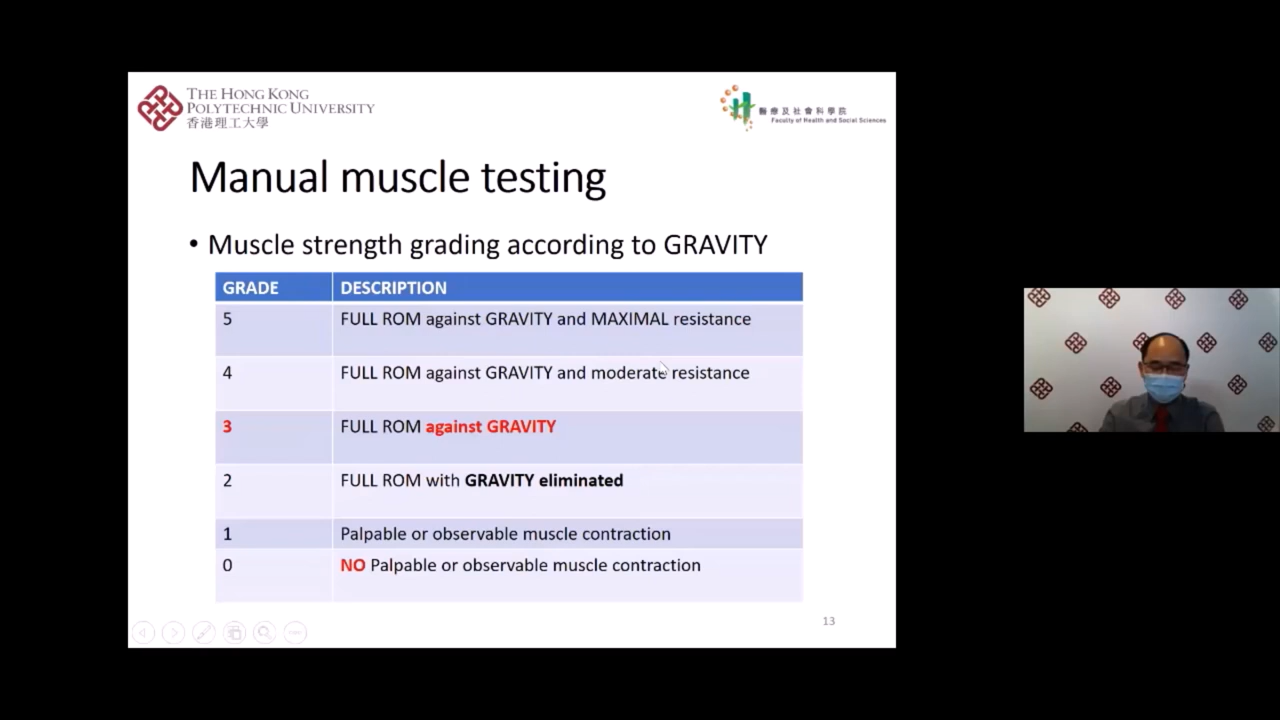 THE HONG KONG
POLYTECHNIC UNIVERSITY
香港理工大學
醫療及社會科學院
Faculty of Health and Social Sciences
Manual muscle testing
• Muscle strength grading according to GRAVITY
GRADE DESCRIPTION
5 FULL ROM against GRAVITY and MAXIMAL resistance
4 FULL ROM against GRAVITY and moderate resistance
3 FULL ROM against GRAVITY
2 FULL ROM with GRAVITY eliminated
1 Palpable or observable muscle contraction
0 NO Palpable or observable muscle contraction
13